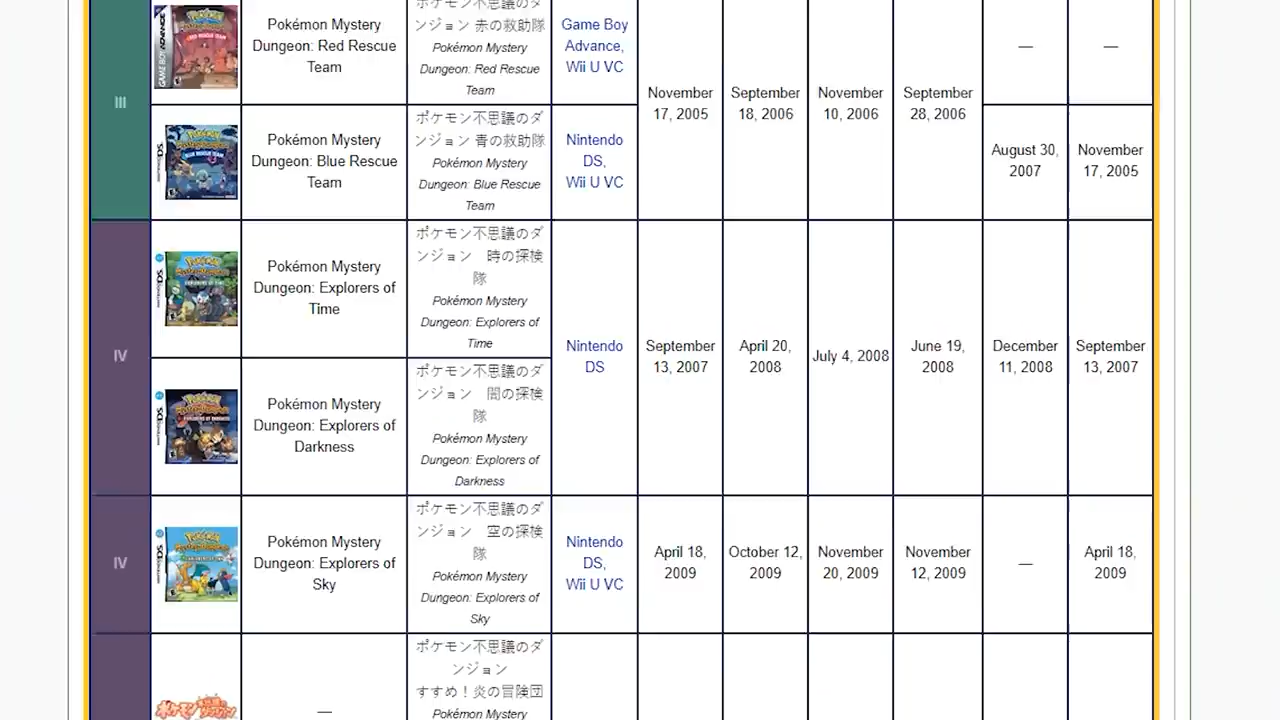 III
Pokémon Mystery
Dungeon: Red Rescue
Team
ポケモン不思議のダ
ンジョン 赤の救助隊
Pokémon Mystery
Dungeon: Red Rescue
Team
Game Boy
Advance,
Wii U VC
November
17, 2005
September
18, 2006
November
10, 2006
September
28, 2006
—
—
Pokémon Mystery
Dungeon: Blue Rescue
Team
ポケモン不思議のダ
ンジョン 青の救助隊
Pokémon Mystery
Dungeon: Blue Rescue
Team
Nintendo
DS,
Wii U VC
August 30,
2007
November
17, 2005
IV
Pokémon Mystery
Dungeon: Explorers of
Time
ポケモン不思議のダ
ンジョン　時の探検
隊
Pokémon Mystery
Dungeon: Explorers of
Time
Nintendo
DS
September
13, 2007
April 20,
2008
July 4, 2008
June 19,
2008
December
11, 2008
September
13, 2007
Pokémon Mystery
Dungeon: Explorers of
Darkness
ポケモン不思議のダ
ンジョン　闇の探検
隊
Pokémon Mystery
Dungeon: Explorers of
Darkness
IV
Pokémon Mystery
Dungeon: Explorers of
Sky
ポケモン不思議のダ
ンジョン　空の探検
隊
Pokémon Mystery
Dungeon: Explorers of
Sky
Nintendo
DS,
Wii U VC
April 18,
2009
October 12,
2009
November
20, 2009
November
12, 2009
—
April 18,
2009
—
ポケモン不思議のダ
ンジョン
すすめ！炎の冒険団
Pokémon Mystery